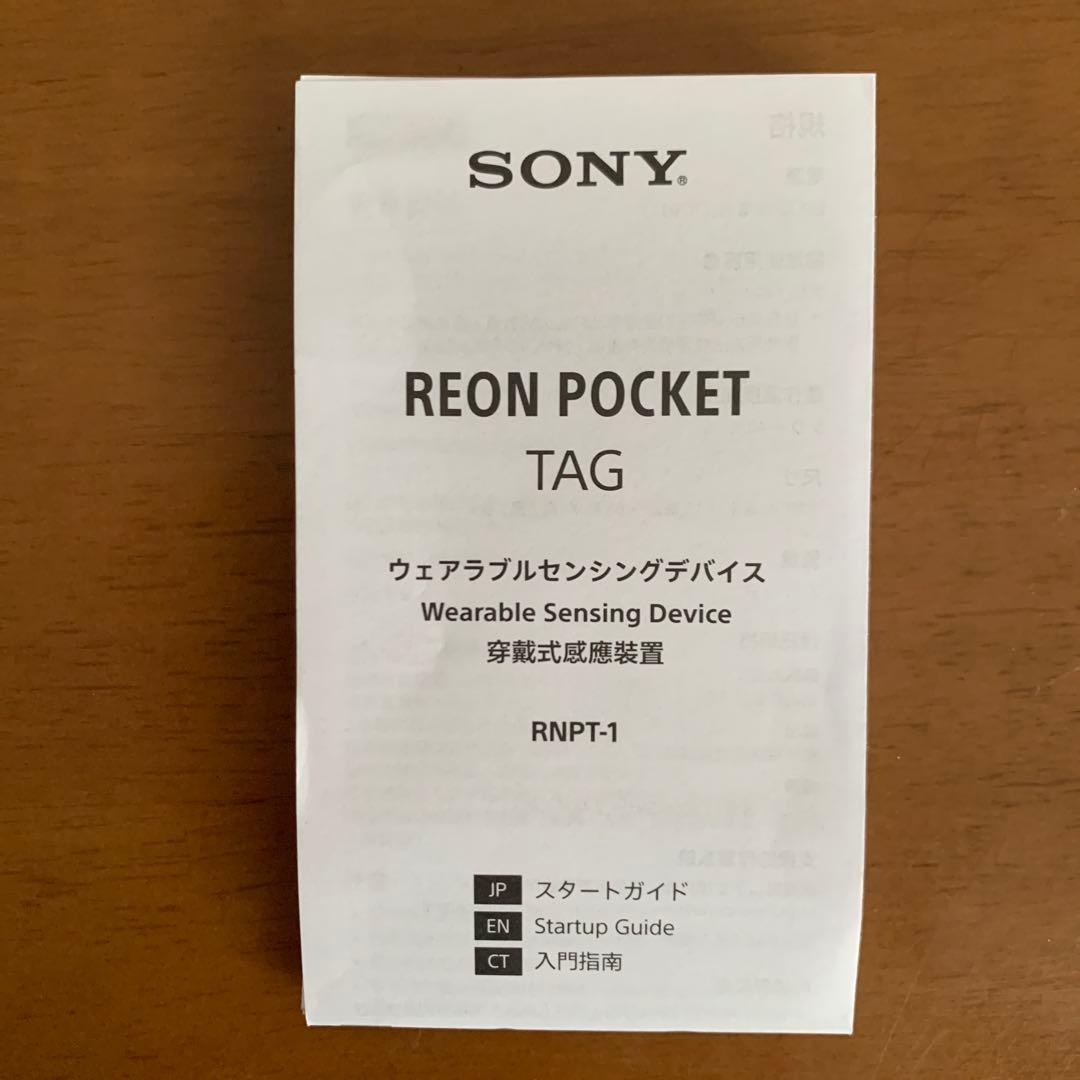 SONY®
REON POCKET
TAG
ウェアラブルセンシングデバイス
Wearable Sensing Device
穿戴式感應裝置
RNPT-1
JP スタートガイド
EN Startup Guide
CT 入門指南